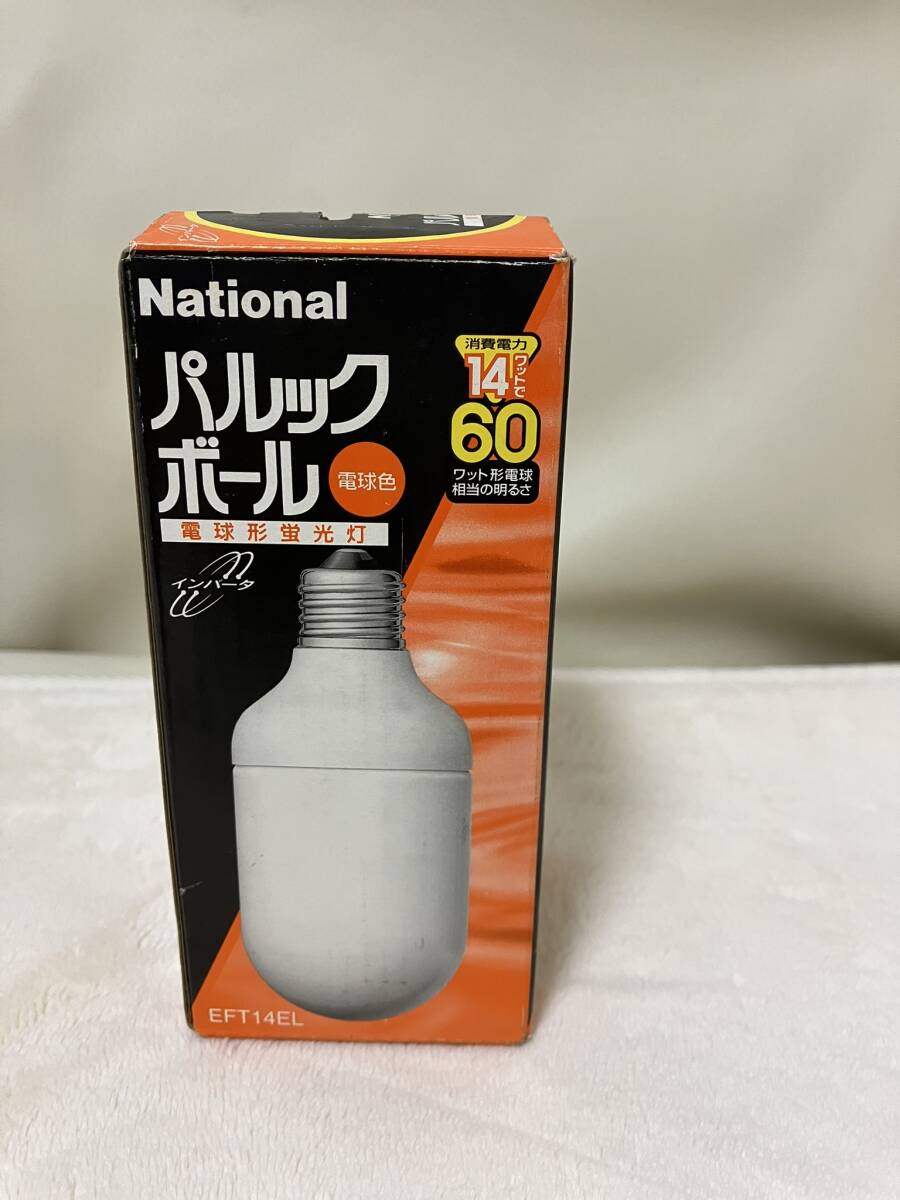 National
パルック
ボール
電球色
電球形蛍光灯
インバータ
消費電力
14ワットで
60
ワット形電球
相当の明るさ
EFT14EL